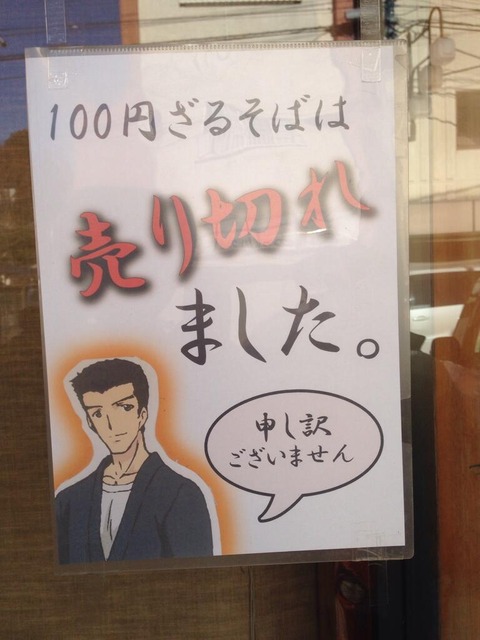 100円ざるそばは
売り切れ
ました。
申し訳
ございません